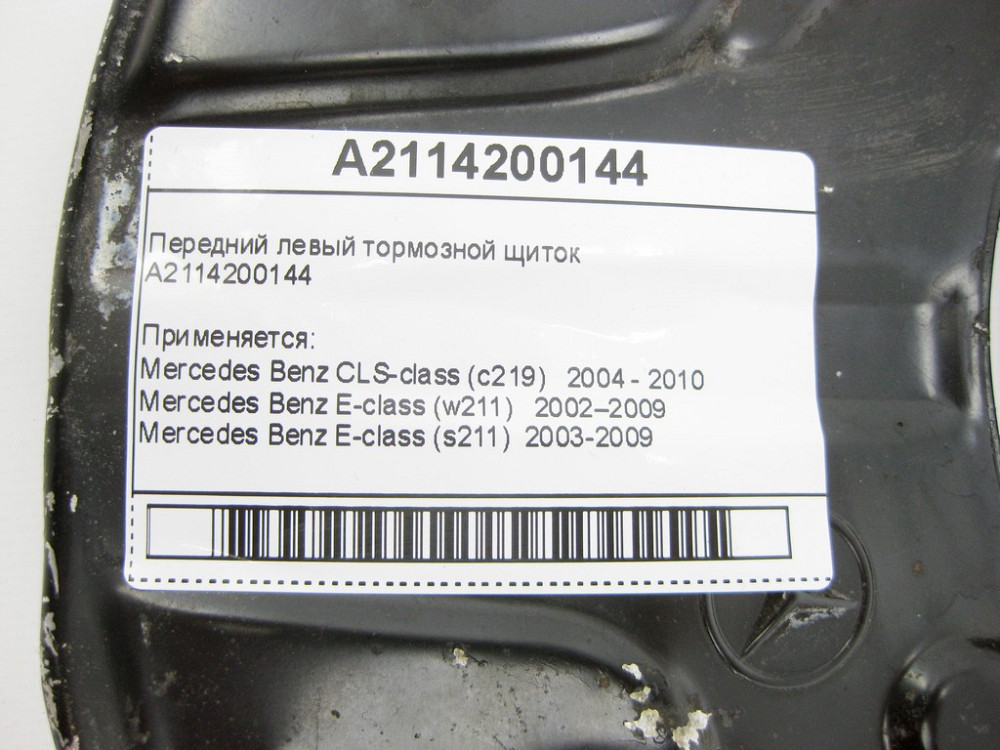 A2114200144
Передний левый тормозной щиток
A2114200144
Применяется:
Mercedes Benz CLS-class (c219) 2004 - 2010
Mercedes Benz E-class (w211) 2002–2009
Mercedes Benz E-class (s211) 2003-2009